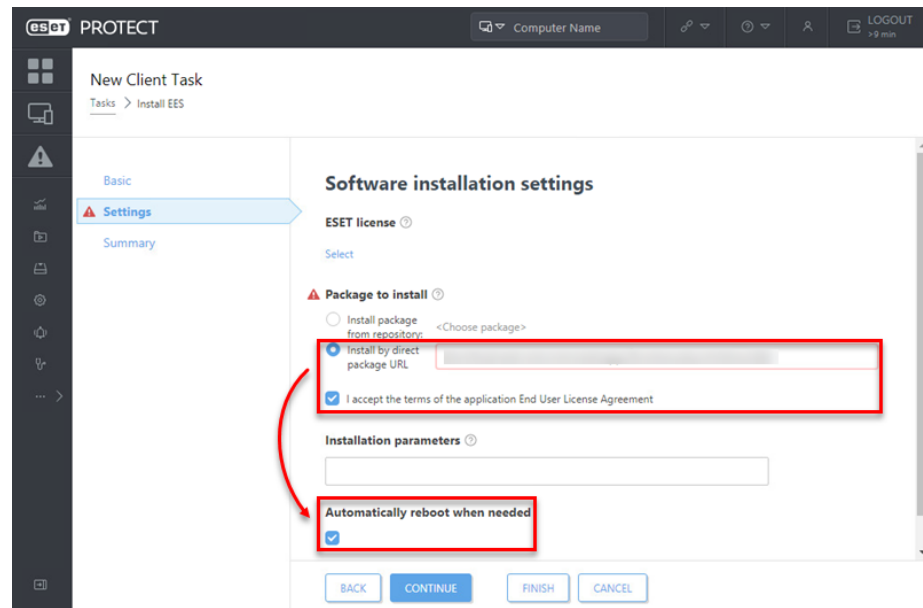 eset PROTECT
Computer Name
LOGOUT
>9 min
New Client Task
Tasks > Install EES
Basic
Settings
Summary
Software installation settings
ESET license
Select
Package to install
Install package
from repository:
<Choose package>
Install by direct
package URL
I accept the terms of the application End User License Agreement
Installation parameters
Automatically reboot when needed
BACK
CONTINUE
FINISH
CANCEL